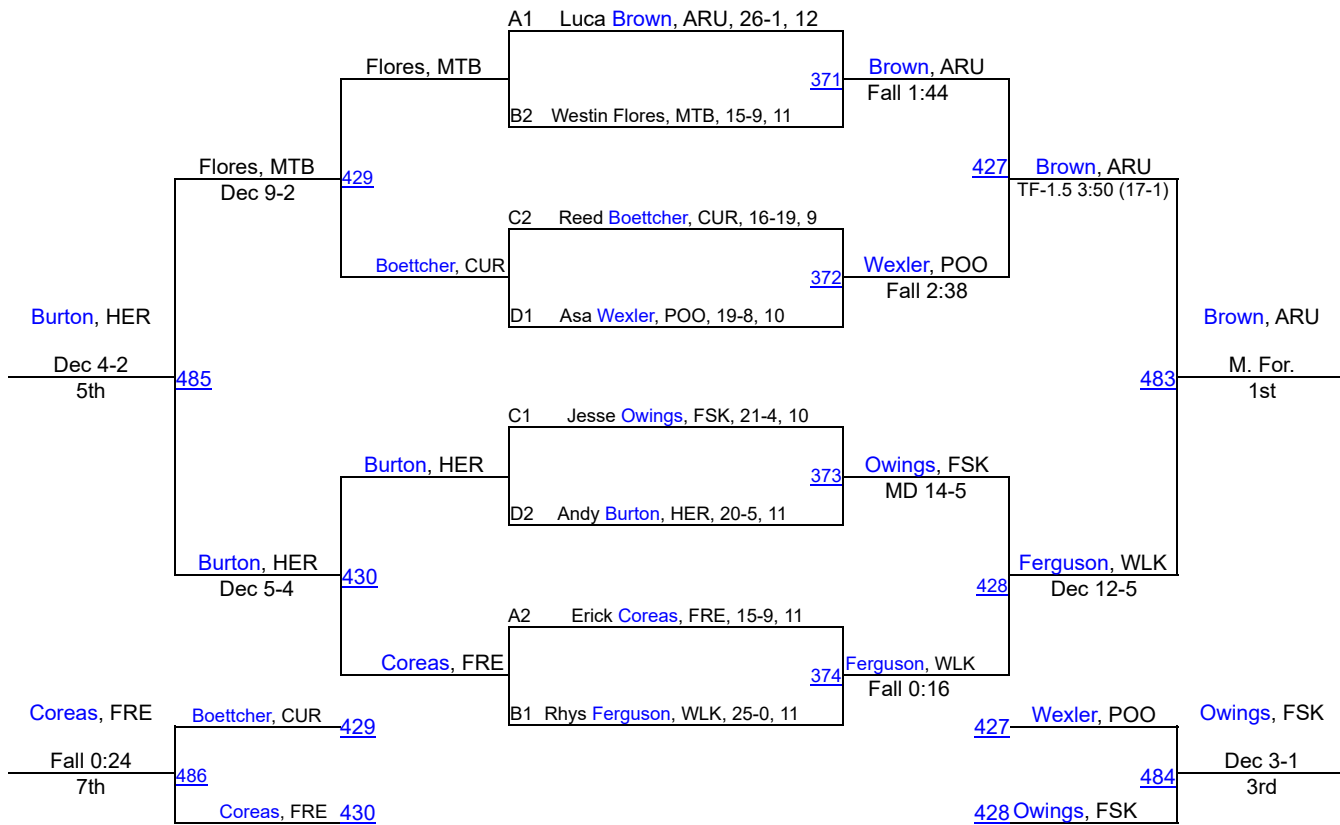 A1 Luca Brown, ARU, 26-1, 12
Flores, MTB
371
Brown, ARU
Fall 1:44
B2 Westin Flores, MTB, 15-9, 11
Flores, MTB
Dec 9-2
429
427
Brown, ARU
TF-1.5 3:50 (17-1)
C2 Reed Boettcher, CUR, 16-19, 9
Boettcher, CUR
372
Wexler, POO
Fall 2:38
D1 Asa Wexler, POO, 19-8, 10
Burton, HER
Dec 4-2
5th
485
483
Brown, ARU
M. For.
1st
C1 Jesse Owings, FSK, 21-4, 10
Burton, HER
373
Owings, FSK
MD 14-5
D2 Andy Burton, HER, 20-5, 11
Burton, HER
Dec 5-4
430
428
Ferguson, WLK
Dec 12-5
A2 Erick Coreas, FRE, 15-9, 11
Coreas, FRE
374
Ferguson, WLK
Fall 0:16
B1 Rhys Ferguson, WLK, 25-0, 11
Coreas, FRE
Fall 0:24
7th
Boettcher, CUR
429
486
Coreas, FRE 430
427
Wexler, POO
484
428 Owings, FSK
Owings, FSK
Dec 3-1
3rd